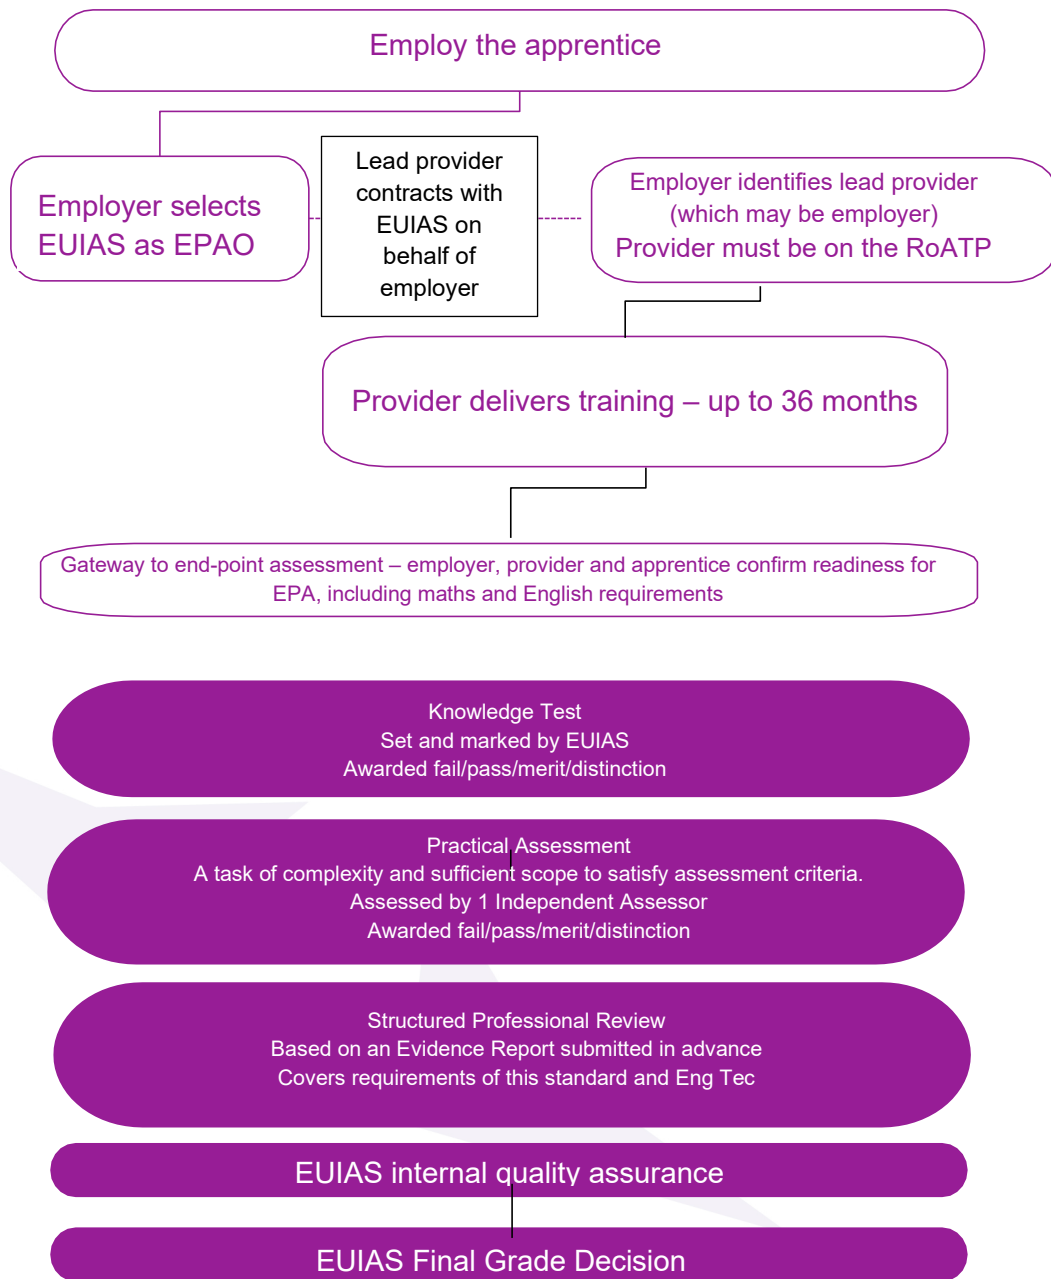 Employ the apprentice
Employer selects
EUIAS as EPAO
Lead provider
contracts with
EUIAS on
behalf of
employer
Employer identifies lead provider
(which may be employer)
Provider must be on the RoATP
Provider delivers training – up to 36 months
Gateway to end-point assessment – employer, provider and apprentice confirm readiness for
EPA, including maths and English requirements
Knowledge Test
Set and marked by EUIAS
Awarded fail/pass/merit/distinction
Practical Assessment
A task of complexity and sufficient scope to satisfy assessment criteria.
Assessed by 1 Independent Assessor
Awarded fail/pass/merit/distinction
Structured Professional Review
Based on an Evidence Report submitted in advance
Covers requirements of this standard and Eng Tec
EUIAS internal quality assurance
EUIAS Final Grade Decision